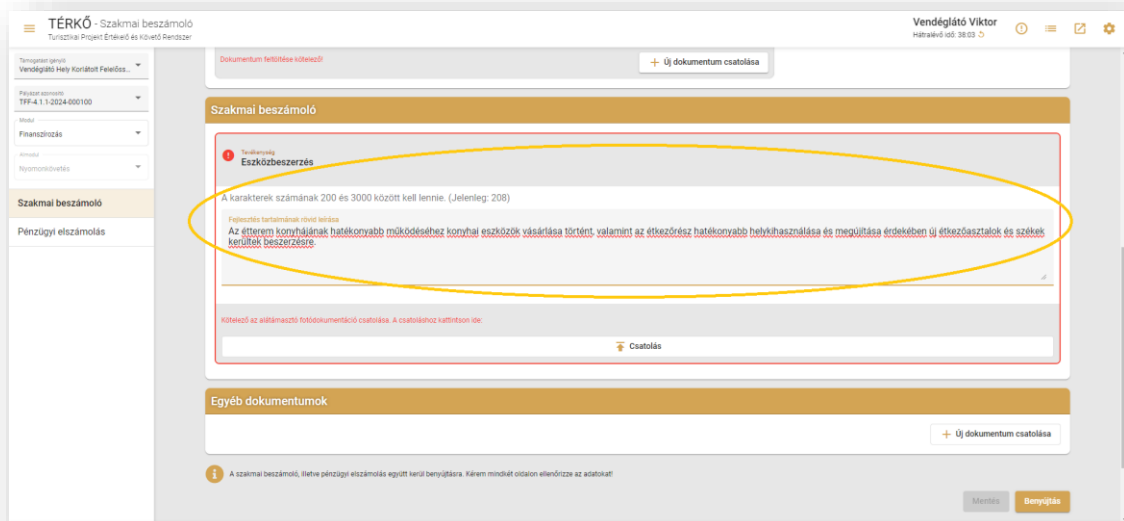 TÉRKŐ - Szakmai beszámoló
Turisztikai Projekt Értékelő és Követő Rendszer
Vendéglátó Viktor
Hátralévő idő: 38:03
Támogatást igénylő
Vendéglátó Hely Korlátolt Felelőss...
Pályázat azonosító
TFF-4.1.1-2024-000100
Modul
Finanszírozás
Almodul
Nyomonkövetés
Szakmai beszámoló
Pénzügyi elszámolás
Dokumentum feltöltése kötelező!
+ Új dokumentum csatolása
Szakmai beszámoló
Tevékenység
Eszközbeszerzés
A karakterek számának 200 és 3000 között kell lennie. (Jelenleg: 208)
Fejlesztés tartalmának rövid leírása
Az étterem konyhájának hatékonyabb működéséhez konyhai eszközök vásárlása történt, valamint az étkezőrész hatékonyabb helykihasználása és megújítása érdekében új étkezőasztalok és székek
kerültek beszerzésre.
Kötelező az alátámasztó fotódokumentáció csatolása. A csatoláshoz kattintson ide:
Csatolás
Egyéb dokumentumok
+ Új dokumentum csatolása
A szakmai beszámoló, illetve pénzügyi elszámolás együtt kerül benyújtásra. Kérem mindkét oldalon ellenőrizze az adatokat!
Mentés
Benyújtás